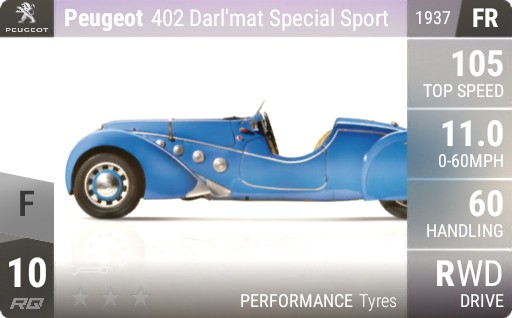 PEUGEOT
Peugeot 402 Darl'mat Special Sport
1937 FR
105
TOP SPEED
11.0
0-60MPH
60
HANDLING
RWD
DRIVE
F
10
RQ
PERFORMANCE Tyres